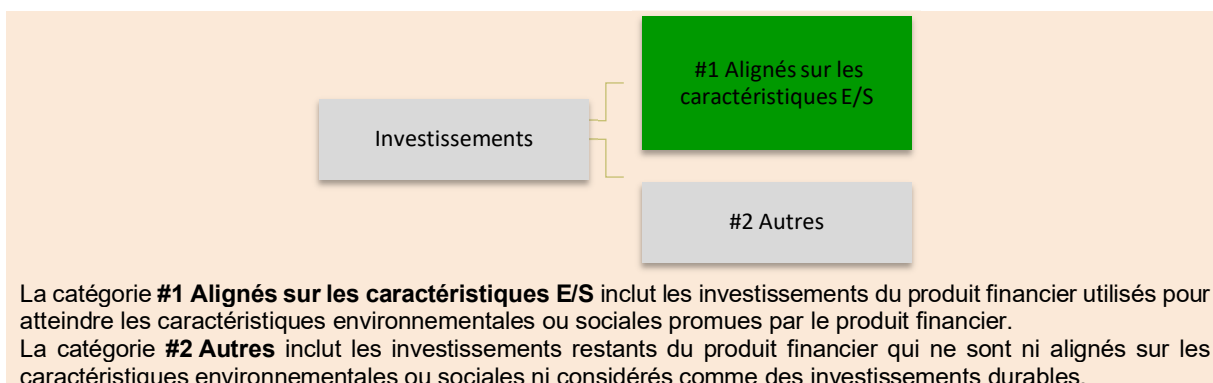 #1 Alignés sur les
caractéristiques E/S
Investissements
#2 Autres
La catégorie #1 Alignés sur les caractéristiques E/S inclut les investissements du produit financier utilisés pour
atteindre les caractéristiques environnementales ou sociales promues par le produit financier.
La catégorie #2 Autres inclut les investissements restants du produit financier qui ne sont ni alignés sur les
caractéristiques environnementales ou sociales ni considérés comme des investissements durables.